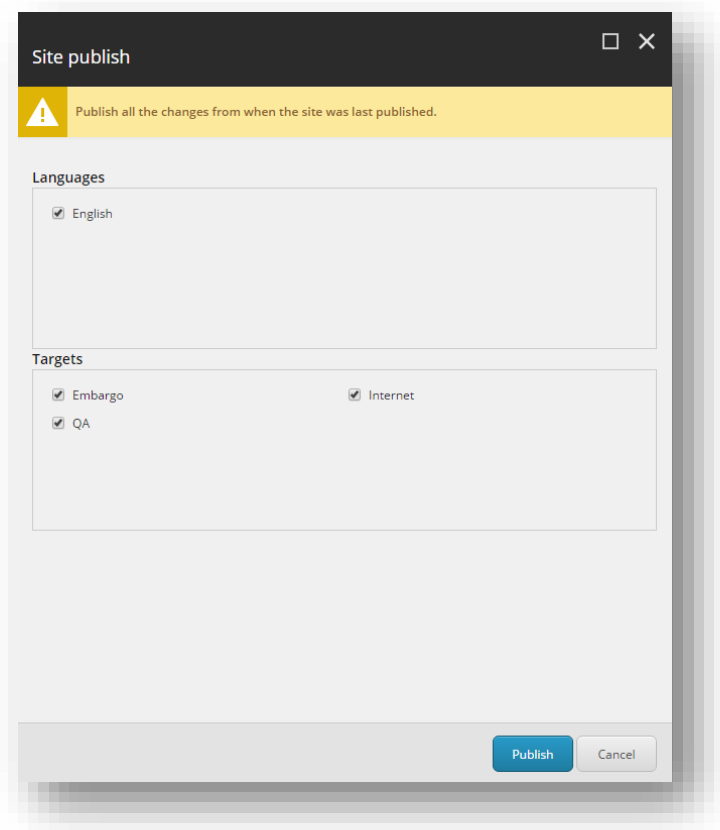 Site publish
Publish all the changes from when the site was last published.
Languages
English
Targets
Embargo
Internet
QA
Publish
Cancel